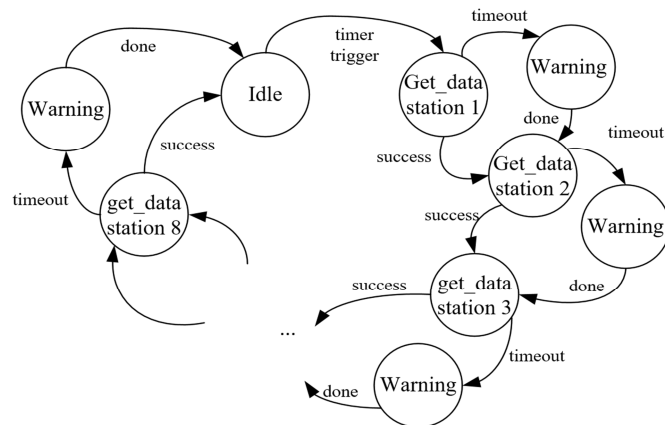 done
timer
trigger
timeout
Warning
Idle
Get_data
station 1
Warning
success
done
timeout
success
Get_data
station 2
timeout
get_data
station 8
success
Warning
success
get_data
station 3
done
...
timeout
done
Warning